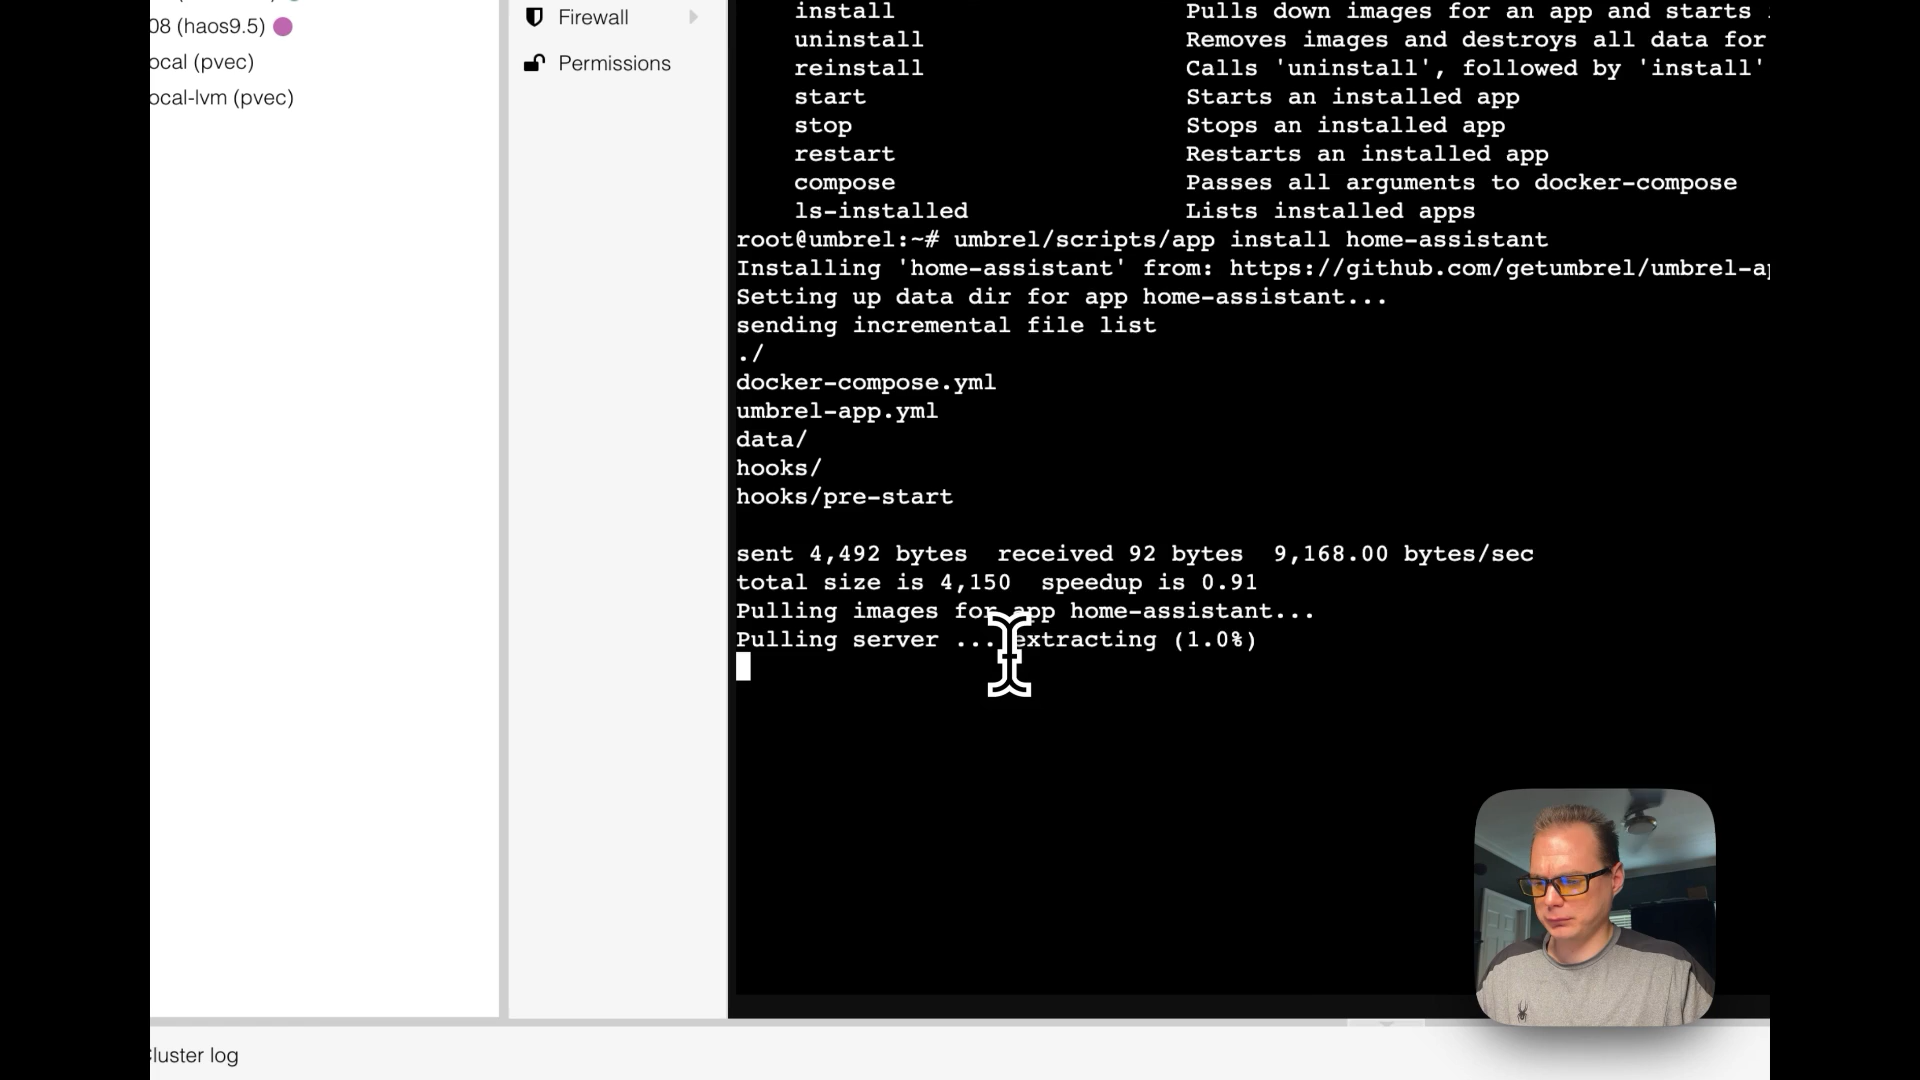 08 (haos9.5)
ocal (pvec)
ocal-lvm (pvec)
Firewall
Permissions
install Pulls down images for an app and starts
uninstall Removes images and destroys all data for
reinstall Calls 'uninstall', followed by 'install'
start Starts an installed app
stop Stops an installed app
restart Restarts an installed app
compose Passes all arguments to docker-compose
ls-installed Lists installed apps
root@umbrel:~# umbrel/scripts/app install home-assistant
Installing 'home-assistant' from: https://github.com/getumbrel/umbrel-ap
Setting up data dir for app home-assistant...
sending incremental file list
./
docker-compose.yml
umbrel-app.yml
data/
hooks/
hooks/pre-start
sent 4,492 bytes  received 92 bytes  9,168.00 bytes/sec
total size is 4,150  speedup is 0.91
Pulling images for app home-assistant...
Pulling server ... extracting (1.0%)
Cluster log